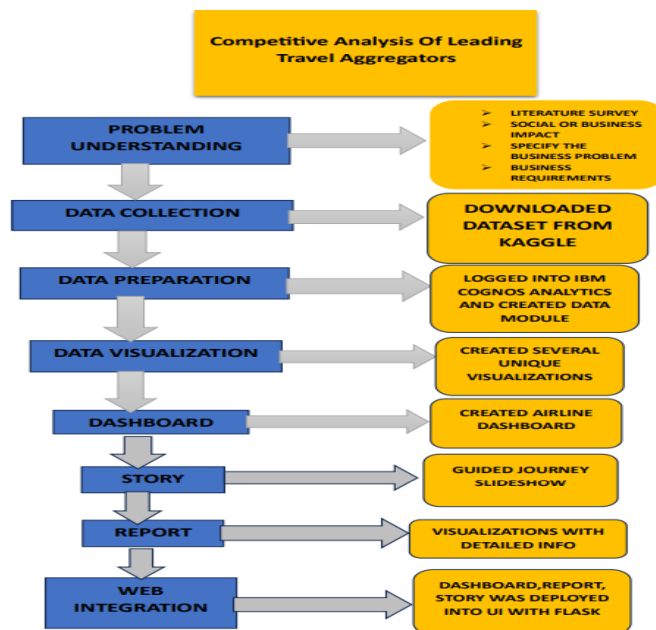 Competitive Analysis Of Leading
Travel Aggregators
PROBLEM
UNDERSTANDING
➢ LITERATURE SURVEY
➢ SOCIAL OR BUSINESS
IMPACT
➢ SPECIFY THE
BUSINESS PROBLEM
➢ BUSINESS
REQUIREMENTS
DATA COLLECTION
DOWNLOADED
DATASET FROM
KAGGLE
DATA PREPARATION
LOGGED INTO IBM
COGNOS ANALYTICS
AND CREATED DATA
MODULE
DATA VISUALIZATION
CREATED SEVERAL
UNIQUE
VISUALIZATIONS
DASHBOARD
CREATED AIRLINE
DASHBOARD
STORY
GUIDED JOURNEY
SLIDESHOW
REPORT
VISUALIZATIONS WITH
DETAILED INFO
WEB
INTEGRATION
DASHBOARD,REPORT,
STORY WAS DEPLOYED
INTO UI WITH FLASK